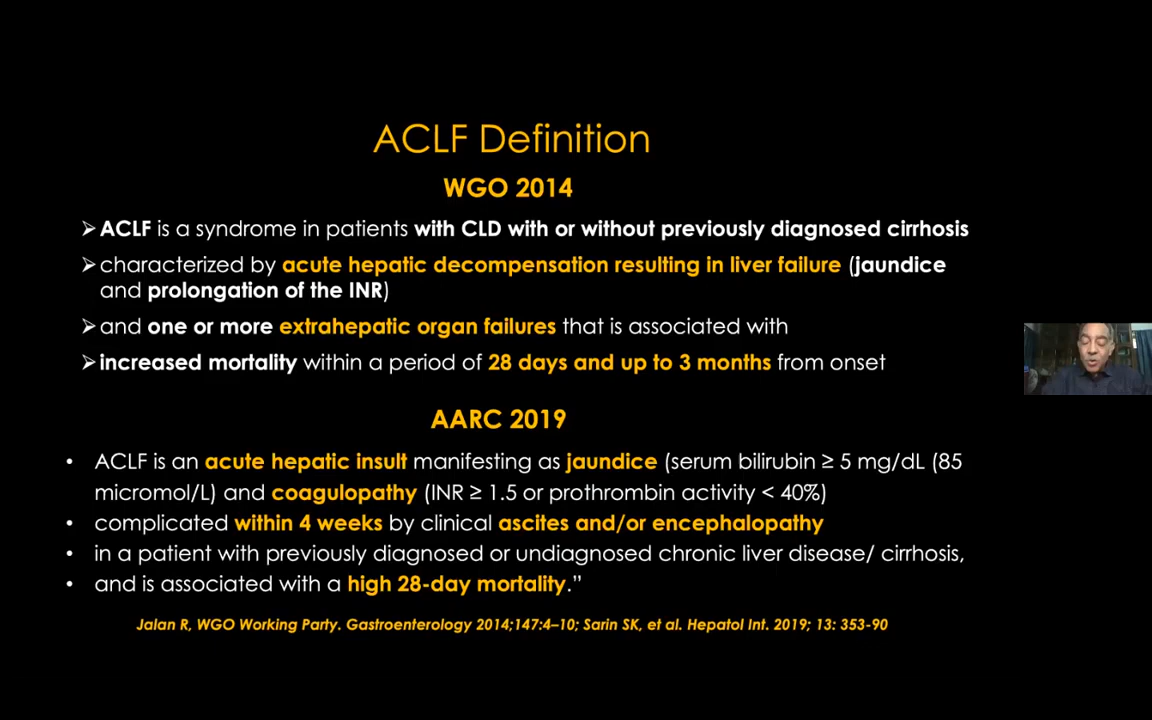 ACLF Definition
WGO 2014
➢ACLF is a syndrome in patients with CLD with or without previously diagnosed cirrhosis
➢characterized by acute hepatic decompensation resulting in liver failure (jaundice
and prolongation of the INR)
➢and one or more extrahepatic organ failures that is associated with
➢increased mortality within a period of 28 days and up to 3 months from onset
AARC 2019
• ACLF is an acute hepatic insult manifesting as jaundice (serum bilirubin ≥ 5 mg/dL (85
micromol/L) and coagulopathy (INR ≥ 1.5 or prothrombin activity < 40%)
• complicated within 4 weeks by clinical ascites and/or encephalopathy
• in a patient with previously diagnosed or undiagnosed chronic liver disease/ cirrhosis,
• and is associated with a high 28-day mortality.”
Jalan R, WGO Working Party. Gastroenterology 2014;147:4–10; Sarin SK, et al. Hepatol Int. 2019; 13: 353-90